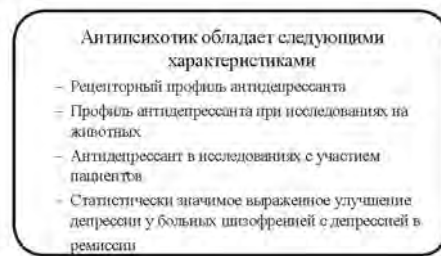 Антипсихотик обладает следующими
характеристиками
– Рецепторный профиль антидепрессанта
– Профиль антидепрессанта при исследованиях на
животных
– Антидепрессант в исследованиях с участием
пациентов
– Статистически значимое выраженное улучшение
депрессии у больных шизофренией с депрессией в
ремиссии